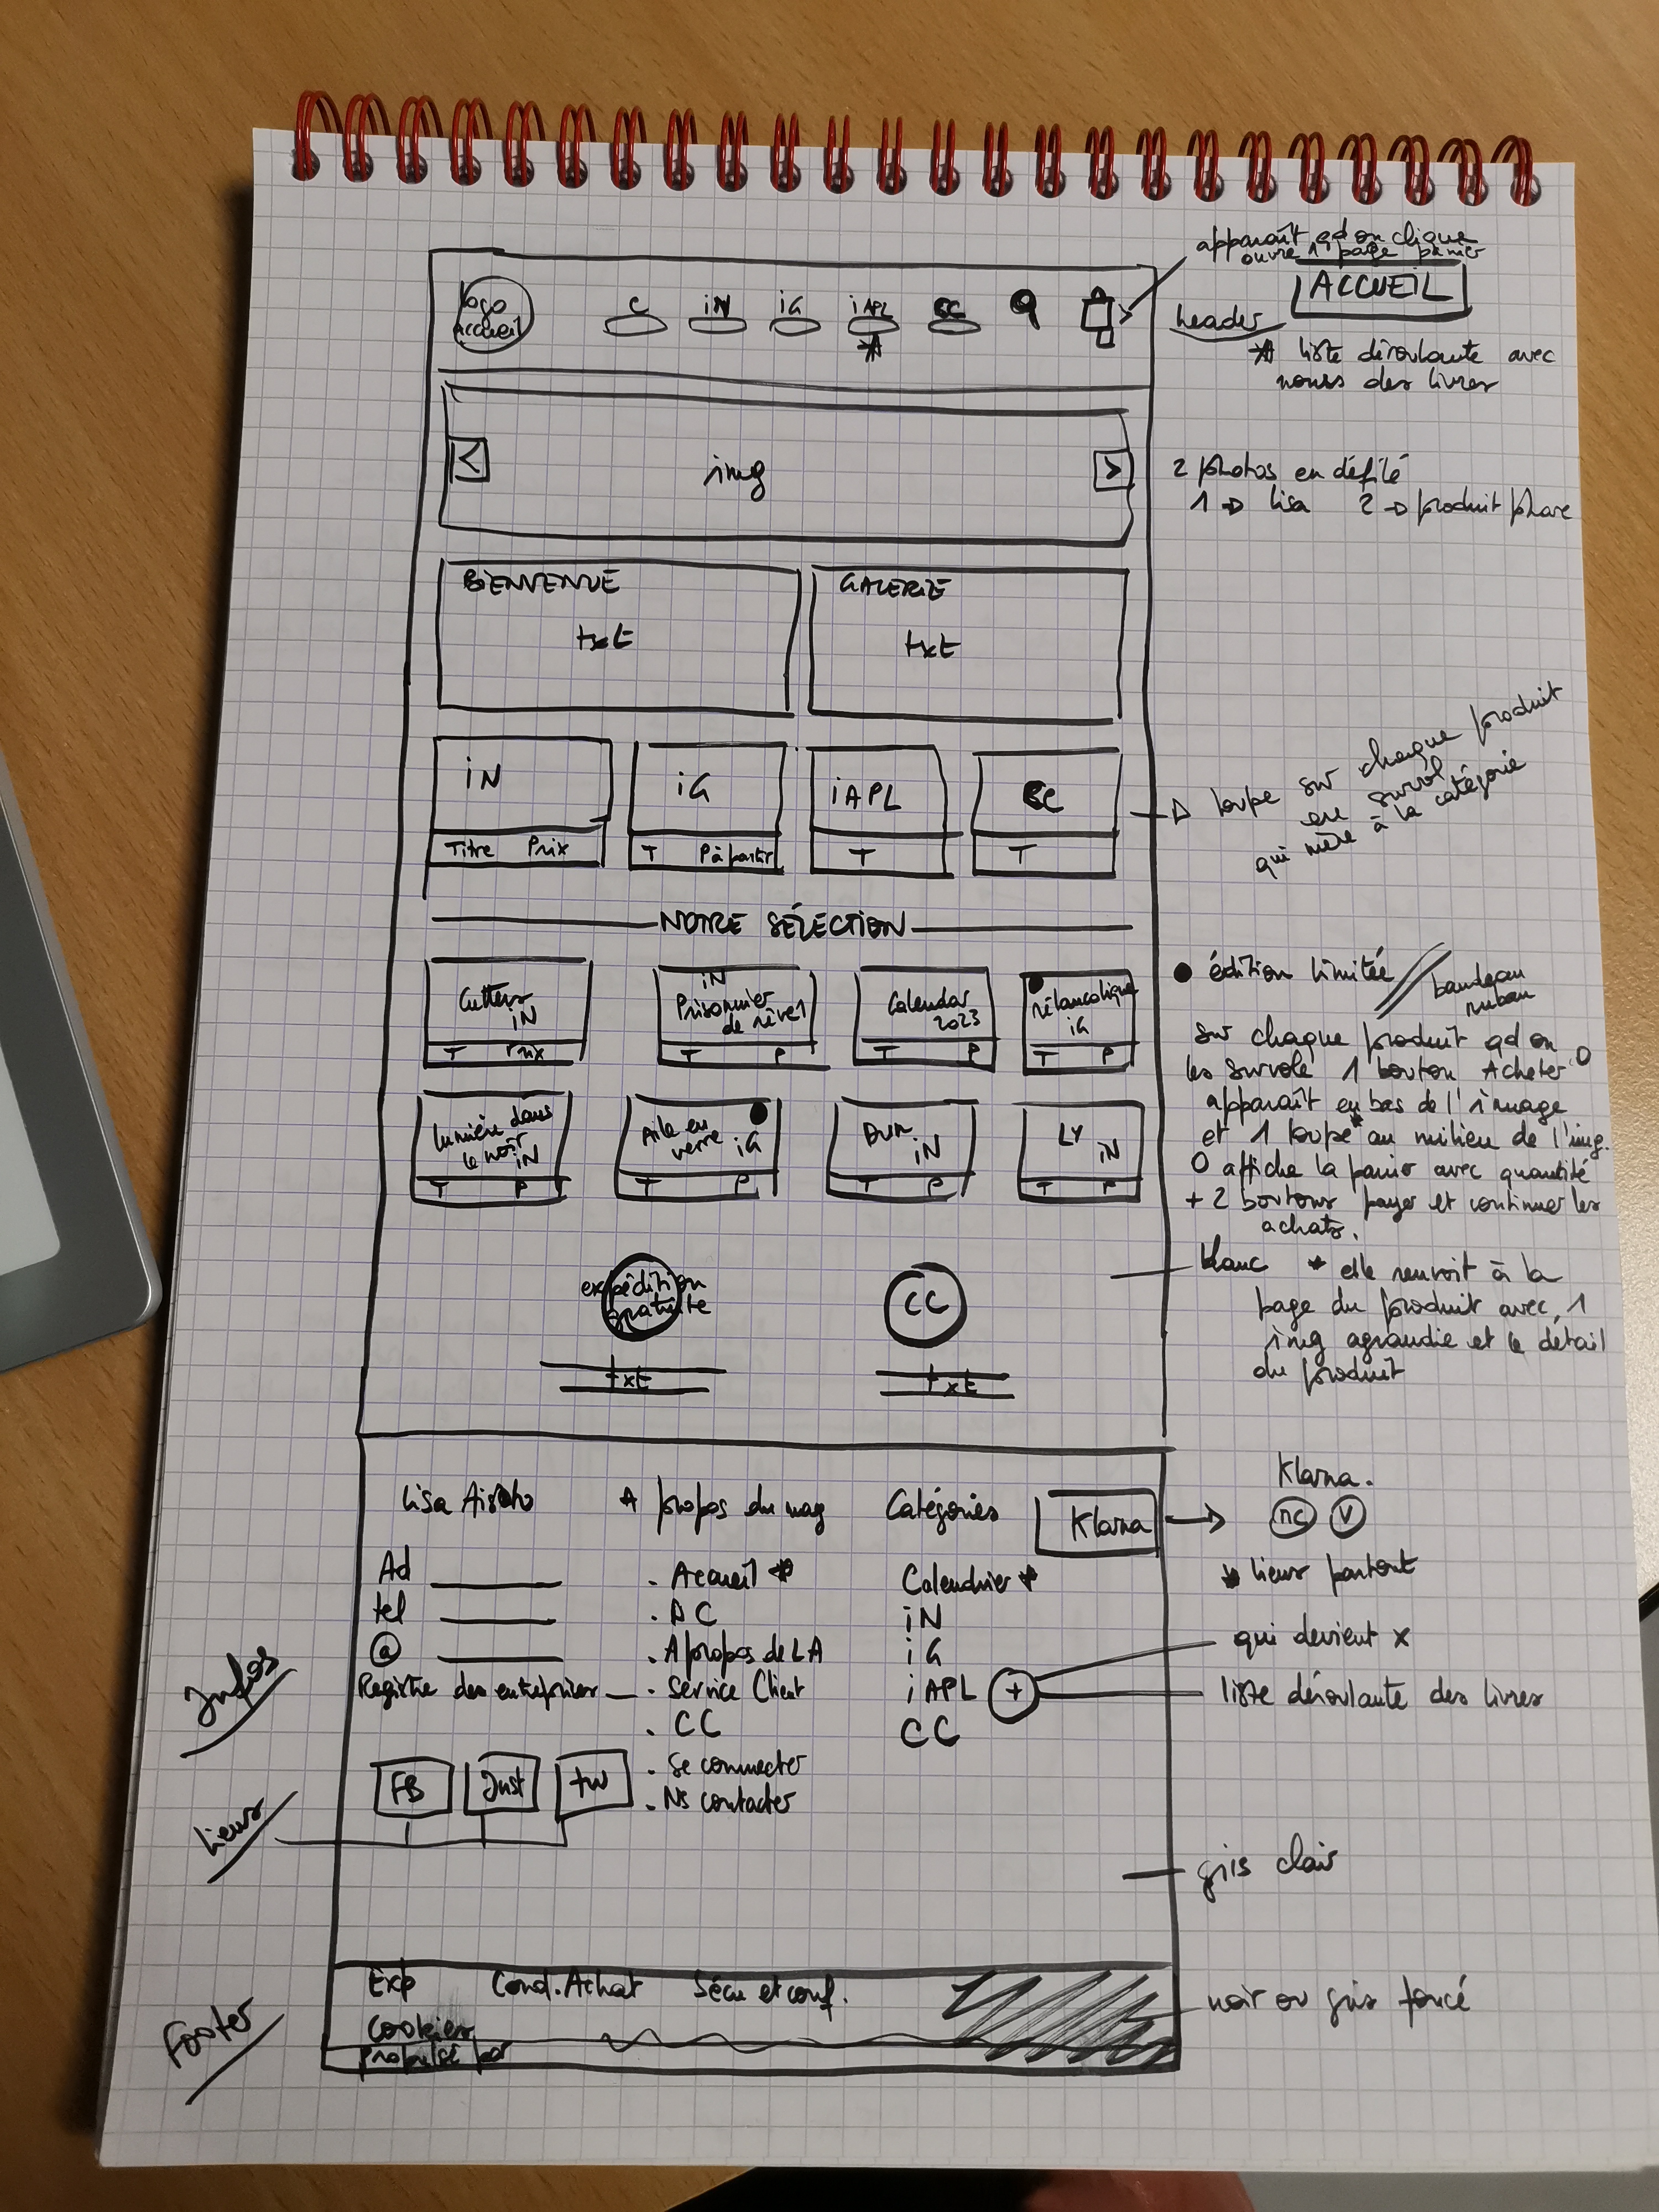 apparaît qd on clique
ouvre 1 page panier
ACCUEIL
logo
accueil
C
iN
iG
iAPL
header
* liste déroulante avec
noms des livres
<
img
>
2 photos en défilé
1 → Lisa 2 → produit phare
BIENVENUE
txt
GALERIE
txt
iN
iG
iAPL
Titre Prix
T P à partir
T
T
→ loupe sur chaque produit
en survol
qui mène à la catégorie
NOTRE SÉLECTION
Cutters
iN
T Prix
iN
Prisonnier
de rêve 1
T P
Calendar
2023
T P
Mélancolique
iG
T P
● édition limitée // bandeau
ruban
sur chaque produit qd on
les survole 1 bouton Acheter O
apparaît en bas de l'image
et 1 loupe* au milieu de l'img.
O affiche la panier avec quantité
+ 2 boutons payer et continuer les
achats.
Lumière dans
le noir
iN
T P
Aile en
verre iG
T P
iN
T P
LY
iN
T P
expédition
gratuite
txt
CC
txt
blanc
* elle renvoit à la
page du produit avec 1
img agrandie et le détail
du produit
Lisa
A propos du mag
Catégories
Klarna
→ Klarna.
mc V
Ad
tel
@
Registre des entreprises
. Accueil *
. AC
. A propos de LA
. Service Client
. CC
. Se connecter
. Ns contacter
Calendrier *
iN
iG
iAPL +
CC
* liens partout
qui devient x
liste déroulante des livres
Infos
FB
Inst
tw
liens
gris clair
Exp Cond. Achat Sécu et conf.
Cookies
Propulsé par
noir ou gris foncé
Footer